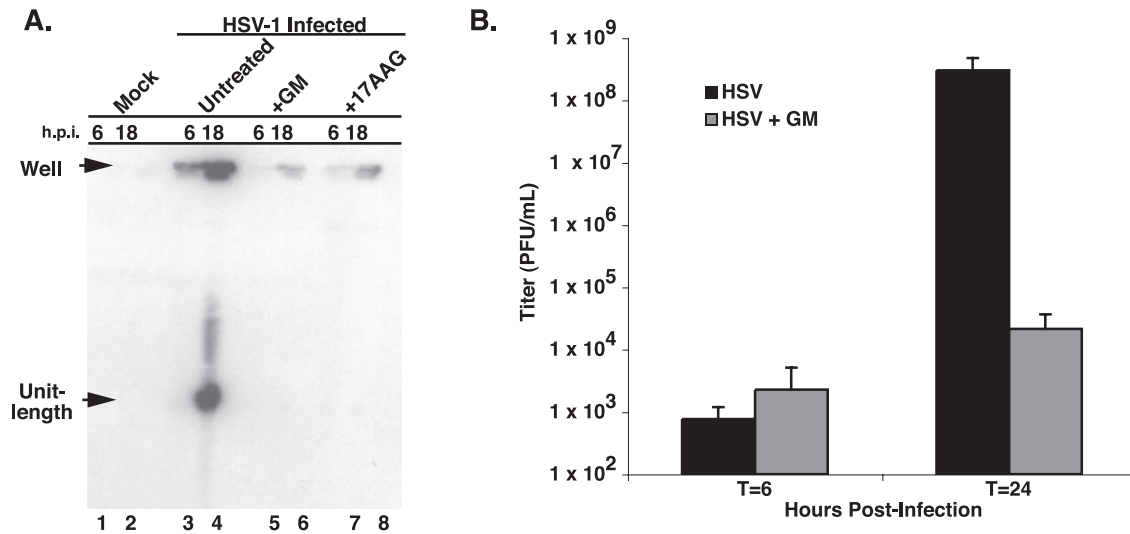 A.
HSV-1 Infected
Mock Untreated +GM +17AAG
h.p.i. 6 18 6 18 6 18 6 18
Well
Unit-
length
1 2 3 4 5 6 7 8
B.
1 x 10⁹
1 x 10⁸
1 x 10⁷
1 x 10⁶
1 x 10⁵
1 x 10⁴
1 x 10³
1 x 10²
Titer (PFU/mL)
HSV
HSV + GM
T=6 T=24
Hours Post-Infection